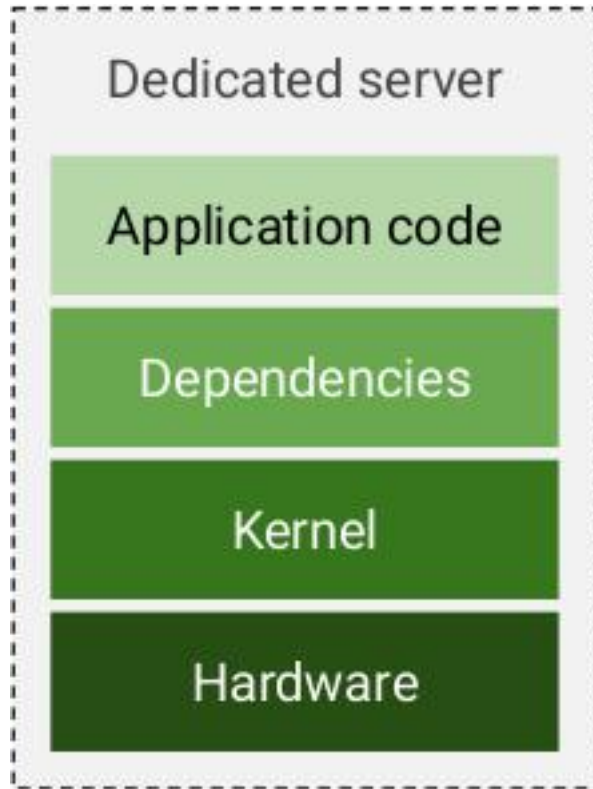 Dedicated server
Application code
Dependencies
Kernel
Hardware